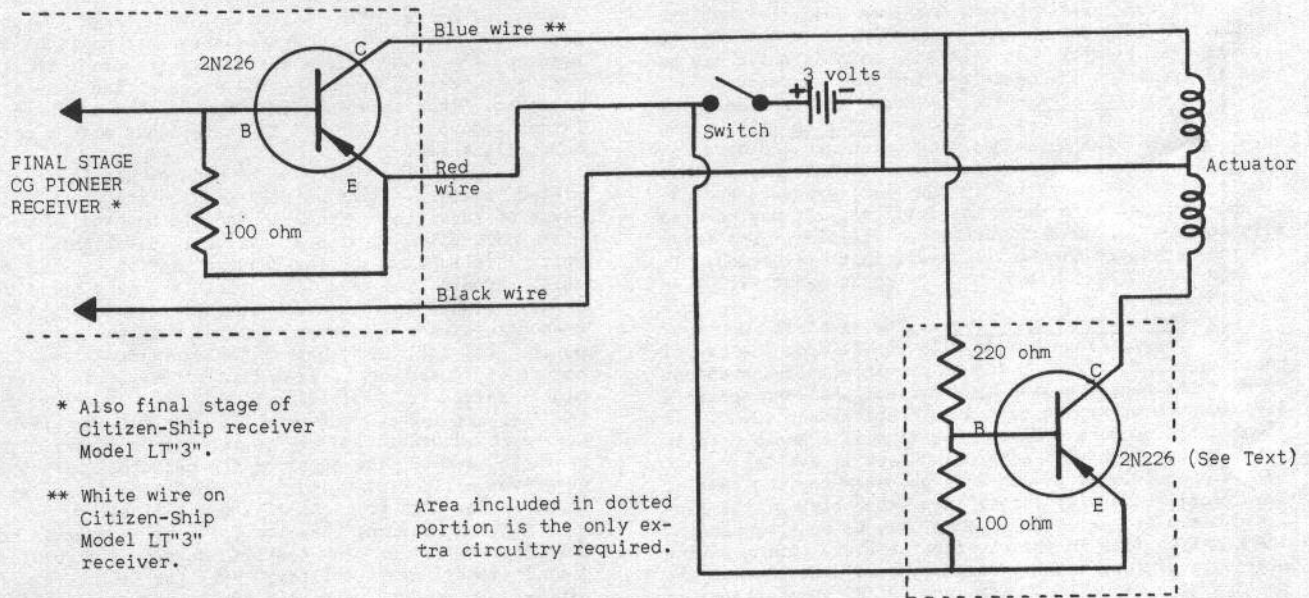 Blue wire **
C
2N226
B
E
FINAL STAGE
CG PIONEER
RECEIVER *
100 ohm
Red
wire
Black wire
+ 3 volts -
Switch
Actuator
220 ohm
C
B
2N226 (See Text)
E
100 ohm
* Also final stage of
Citizen-Ship receiver
Model LT"3".
** White wire on
Citizen-Ship
Model LT"3"
receiver.
Area included in dotted
portion is the only ex-
tra circuitry required.